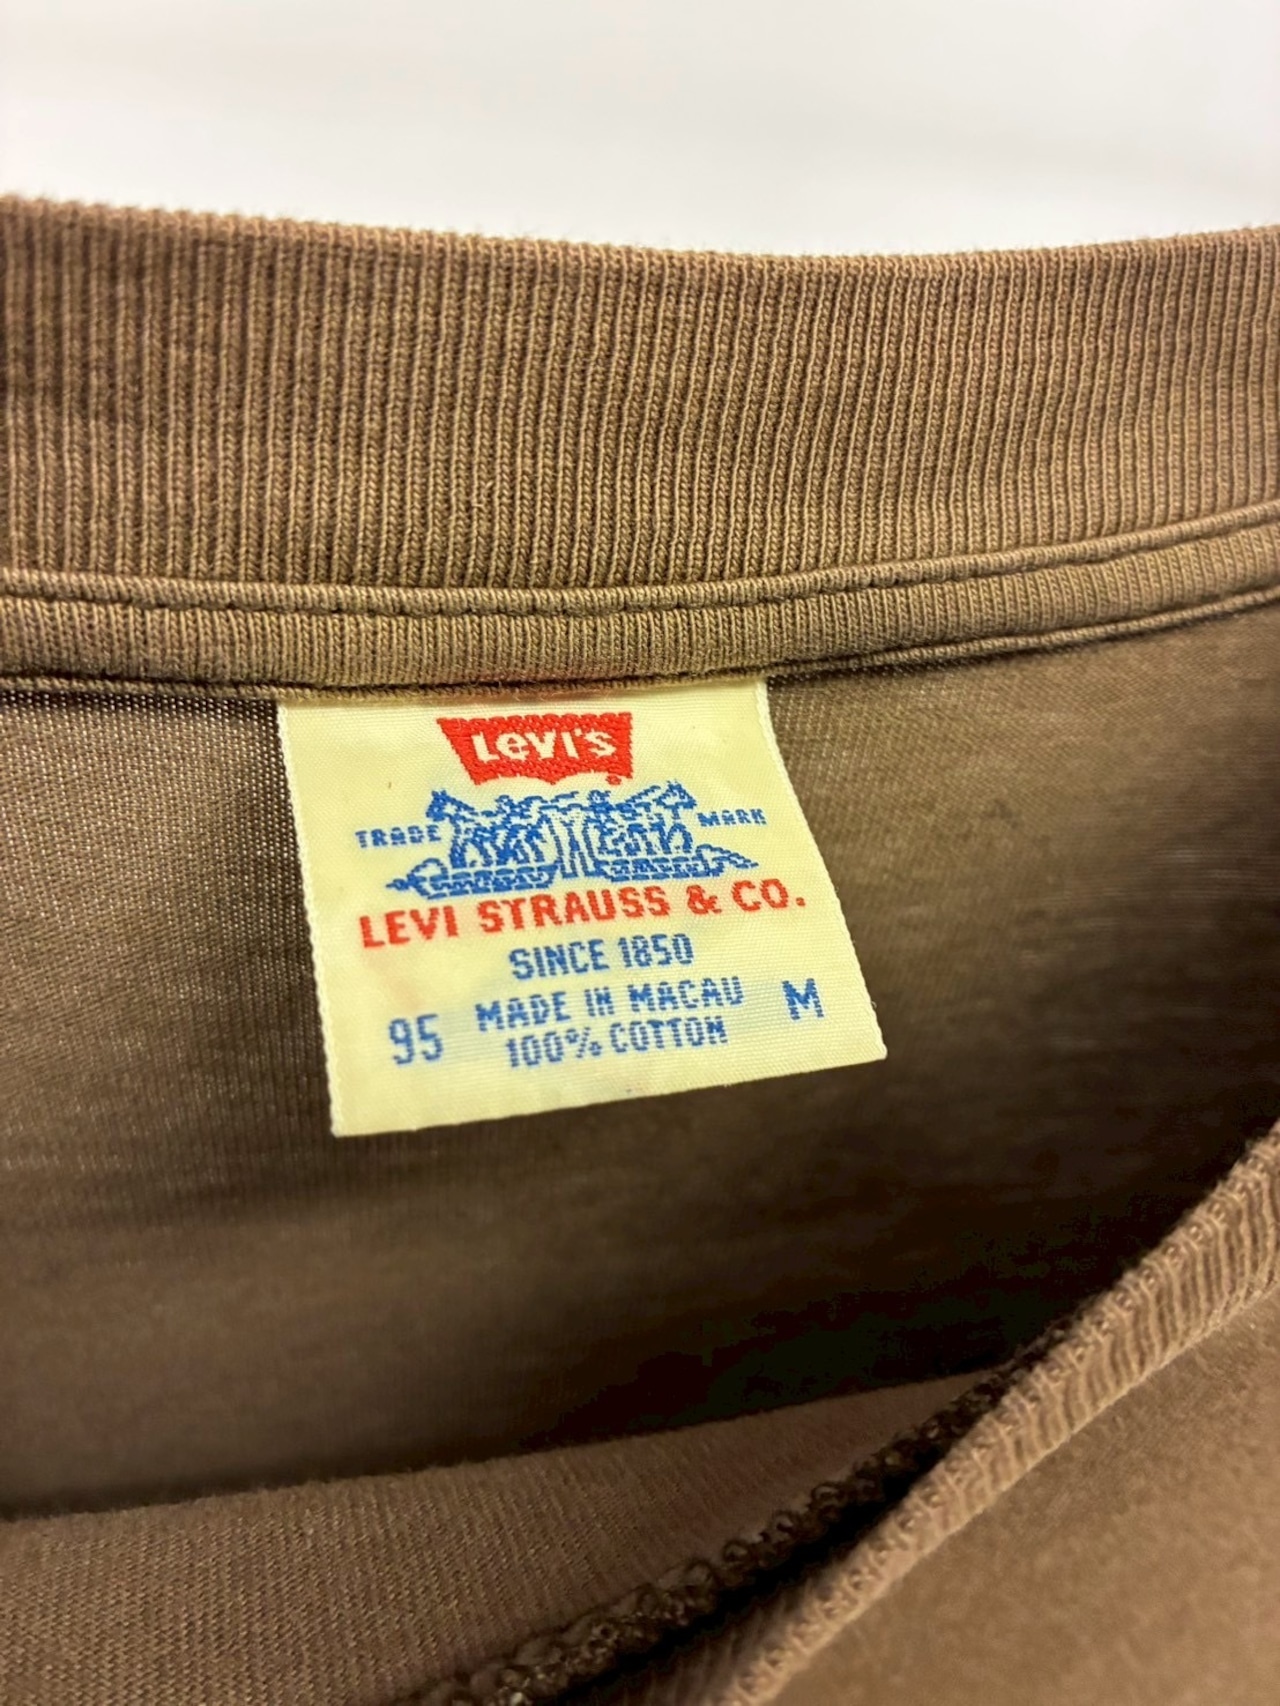 Levi's
TRADE MARK
LEVI STRAUSS & CO.
SINCE 1850
MADE IN MACAU
95 M
100% COTTON